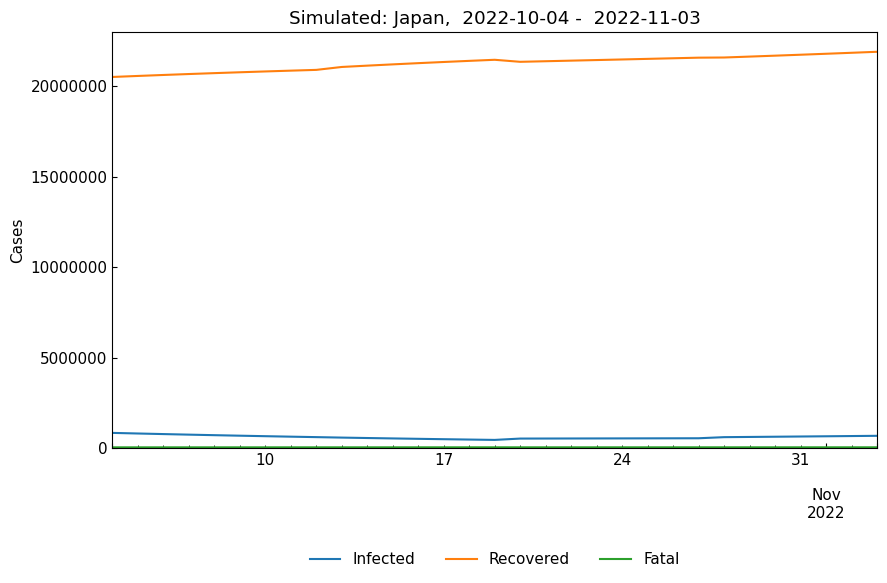 Simulated: Japan,  2022-10-04 -  2022-11-03
Cases
20000000
15000000
10000000
5000000
0
10
17
24
31
Nov
2022
Infected
Recovered
Fatal